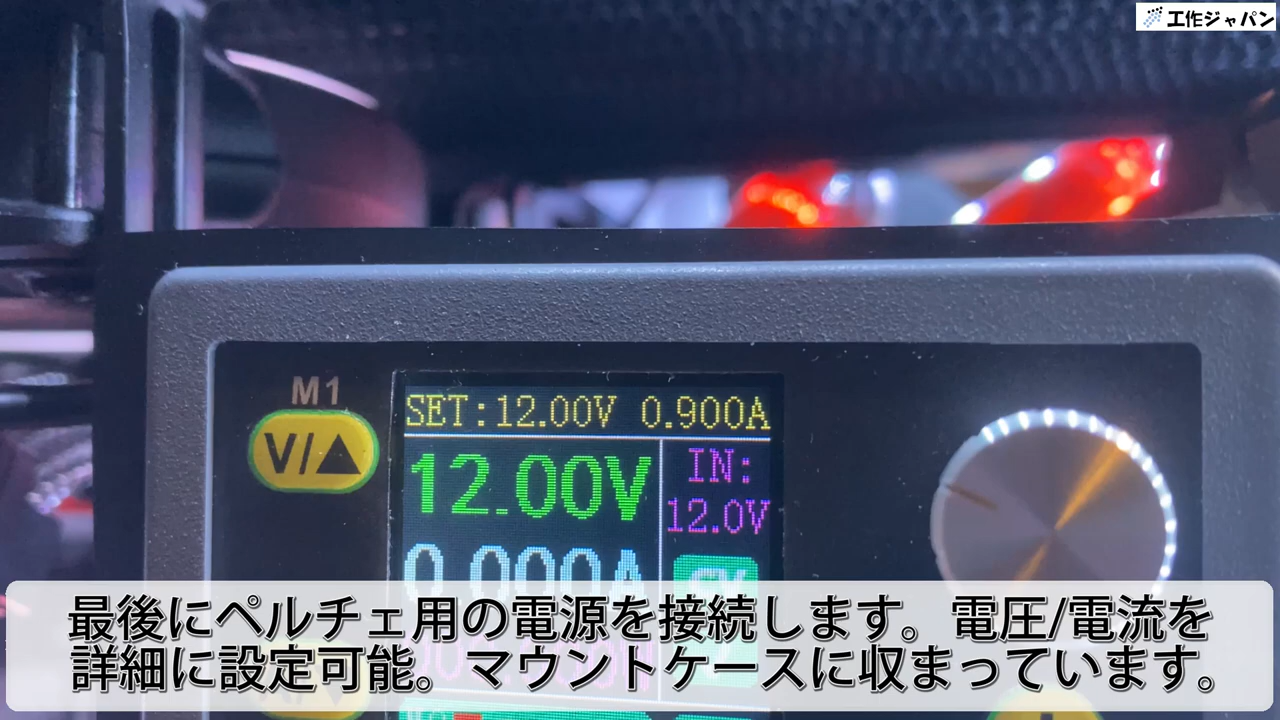 工作ジャパン
M1
V/▲
SET:12.00V 0.900A
12.00V
IN:
12.0V
0.000A
最後にペルチェ用の電源を接続します。電圧/電流を
詳細に設定可能。マウントケースに収まっています。